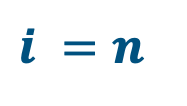 i = n